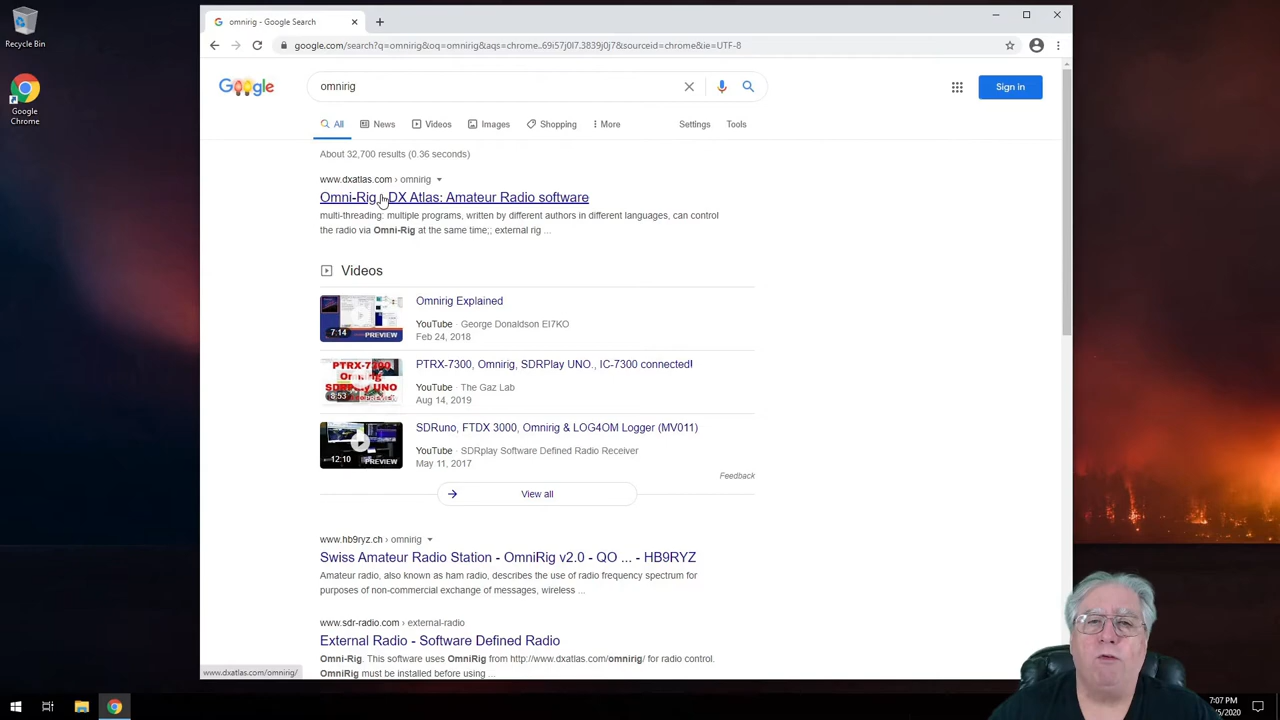 Recycle Bin
Google
Chrome
omnirig - Google Search
google.com/search?q=omnirig&oq=omnirig&aqs=chrome..69i57j0l7.3839j0j7&sourceid=chrome&ie=UTF-8
Google
omnirig
Sign in
All
News
Videos
Images
Shopping
More
Settings
Tools
About 32,700 results (0.36 seconds)
www.dxatlas.com › omnirig
Omni-Rig - DX Atlas: Amateur Radio software
multi-threading: multiple programs, written by different authors in different languages, can control
the radio via Omni-Rig at the same time;; external rig ...
Videos
7:14
PREVIEW
Omnirig Explained
YouTube · George Donaldson EI7KO
Feb 24, 2018
PTRX-7300
Omnirig
SDRPlay UNO
8:53
PREVIEW
PTRX-7300, Omnirig, SDRPlay UNO., IC-7300 connected!
YouTube · The Gaz Lab
Aug 14, 2019
12:10
PREVIEW
SDRuno, FTDX 3000, Omnirig & LOG4OM Logger (MV011)
YouTube · SDRplay Software Defined Radio Receiver
May 11, 2017
Feedback
View all
www.hb9ryz.ch › omnirig
Swiss Amateur Radio Station - OmniRig v2.0 - QO ... - HB9RYZ
Amateur radio, also known as ham radio, describes the use of radio frequency spectrum for
purposes of non-commercial exchange of messages, wireless ...
www.sdr-radio.com › external-radio
External Radio - Software Defined Radio
Omni-Rig. This software uses OmniRig from http://www.dxatlas.com/omnirig/ for radio control.
OmniRig must be installed before using ...
www.dxatlas.com/omnirig/
7:07 PM
/5/2020